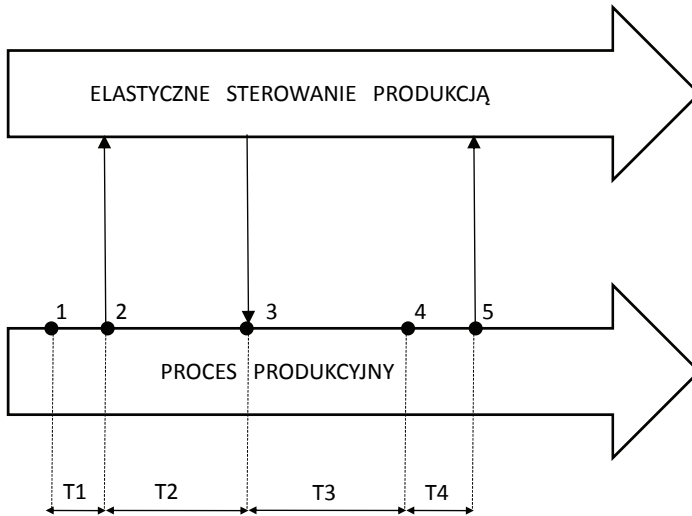 ELASTYCZNE STEROWANIE PRODUKCJĄ
1 2 3 4 5
PROCES PRODUKCYJNY
T1 T2 T3 T4